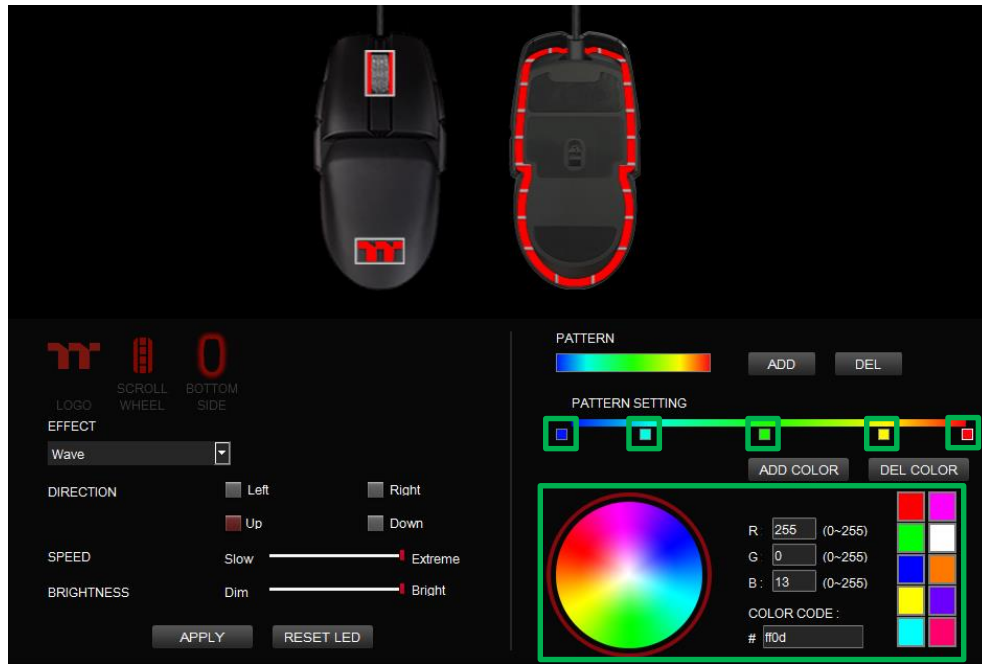 SCROLL BOTTOM
LOGO WHEEL SIDE
EFFECT
Wave
DIRECTION Left Right
Up Down
SPEED Slow Extreme
BRIGHTNESS Dim Bright
APPLY RESET LED
PATTERN
ADD DEL
PATTERN SETTING
ADD COLOR DEL COLOR
R: 255 (0~255)
G: 0 (0~255)
B: 13 (0~255)
COLOR CODE :
# ff0d